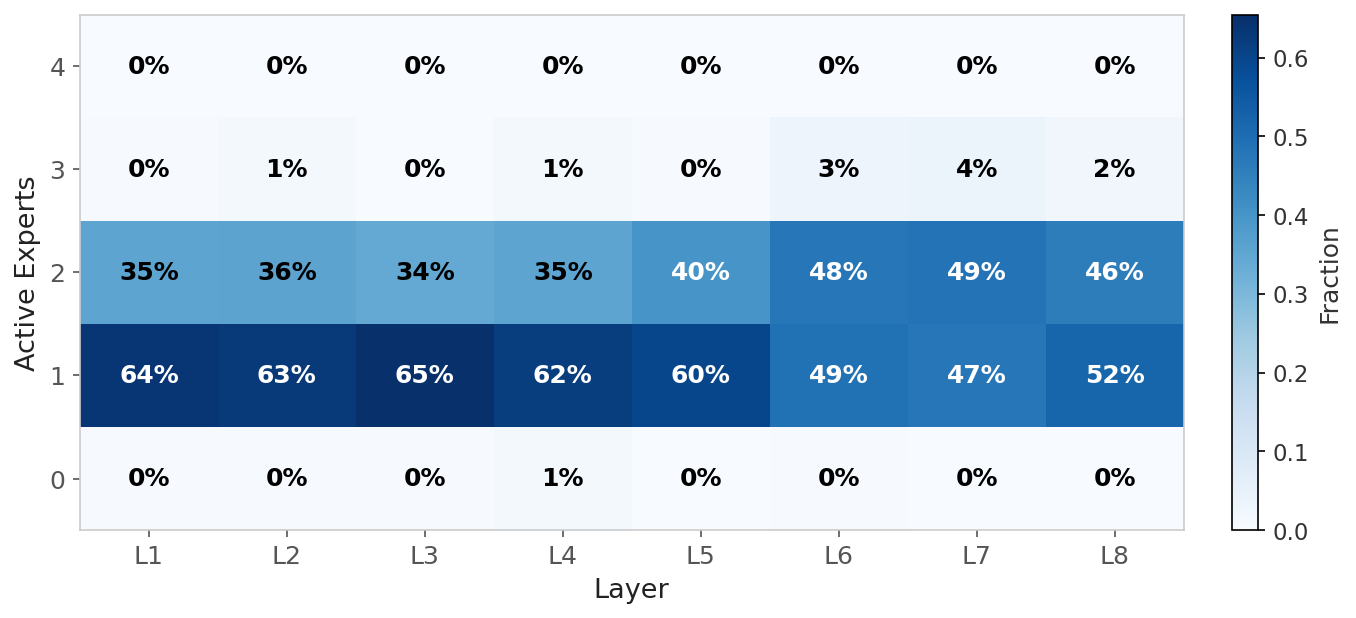 4 0% 0% 0% 0% 0% 0% 0% 0%
3 0% 1% 0% 1% 0% 3% 4% 2%
2 35% 36% 34% 35% 40% 48% 49% 46%
1 64% 63% 65% 62% 60% 49% 47% 52%
0 0% 0% 0% 1% 0% 0% 0% 0%
L1 L2 L3 L4 L5 L6 L7 L8
Layer
Active Experts
0.6
0.5
0.4
0.3
0.2
0.1
0.0
Fraction